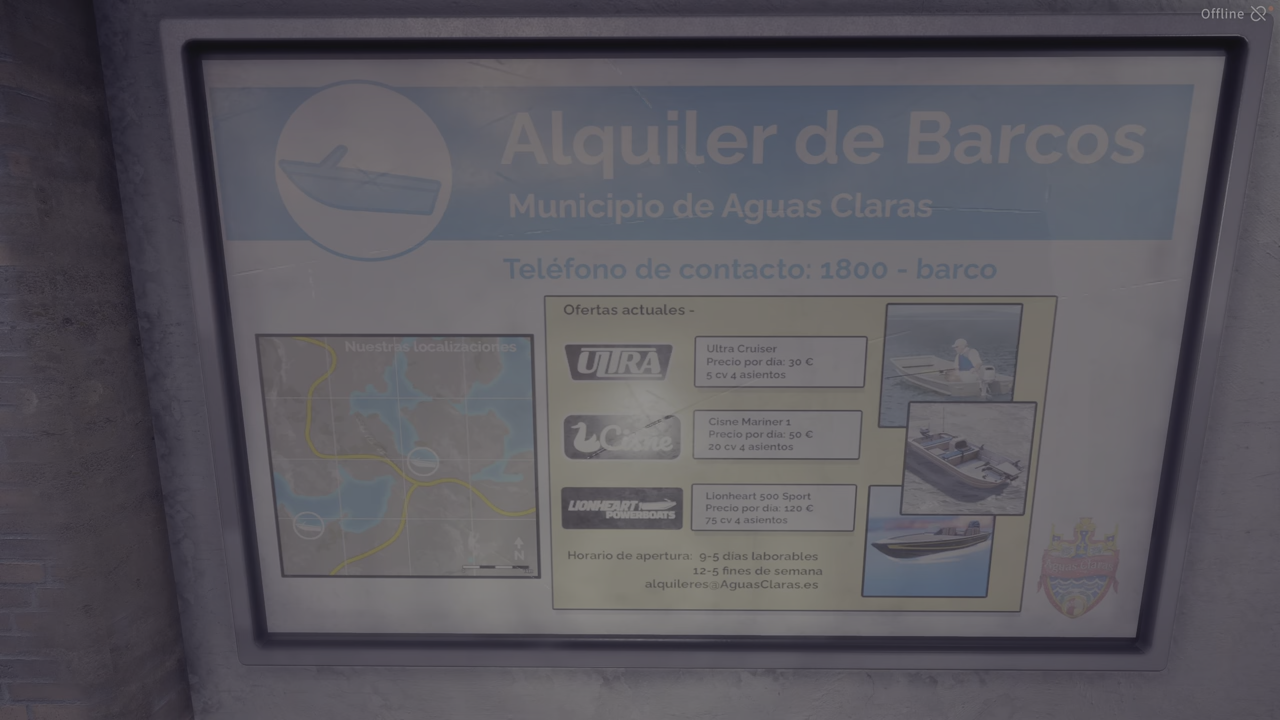 Offline
Alquiler de Barcos
Municipio de Aguas Claras
Teléfono de contacto: 1800 - barco
Nuestras localizaciones
N
Ofertas actuales -
ULTRA
Ultra Cruiser
Precio por día: 30 €
5 cv 4 asientos
Cisne
Cisne Mariner 1
Precio por día: 50 €
20 cv 4 asientos
LIONHEART
POWERBOATS
Lionheart 500 Sport
Precio por día: 120 €
75 cv 4 asientos
Horario de apertura: 9-5 días laborables
12-5 fines de semana
alquileres@AguasClaras.es
Aguas Claras